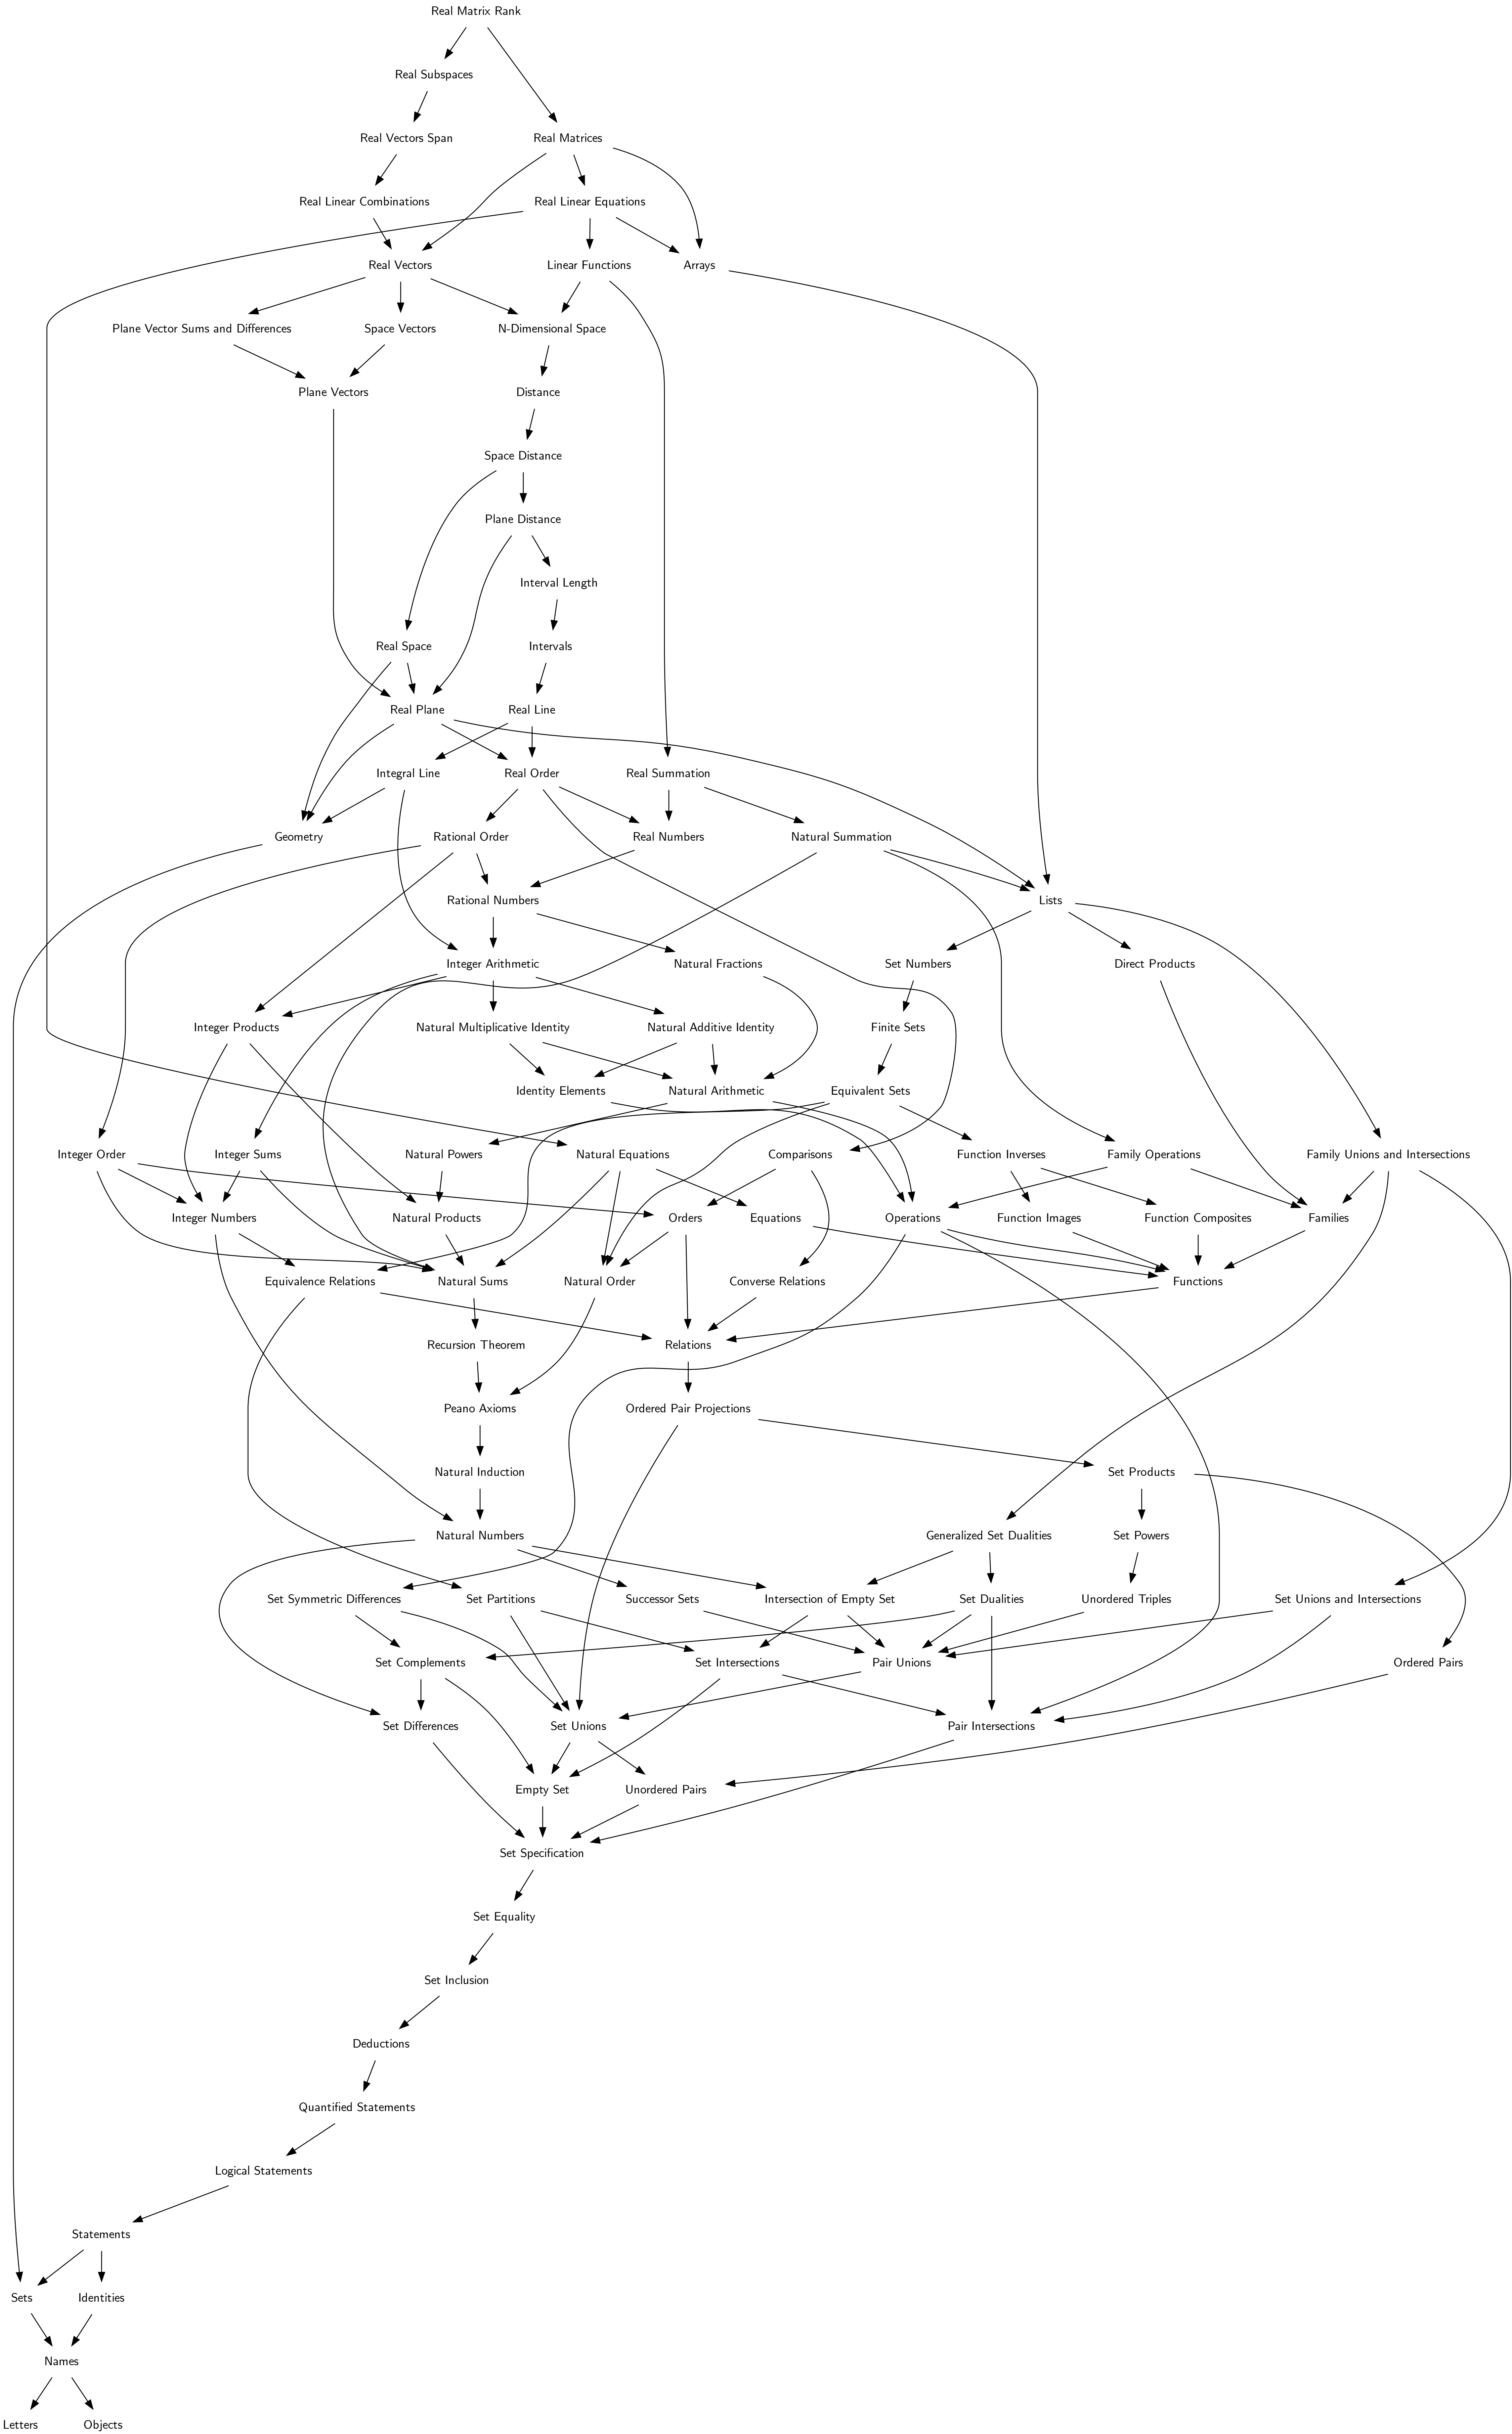 Real Matrix Rank
Real Subspaces
Real Vectors Span
Real Matrices
Real Linear Combinations
Real Linear Equations
Real Vectors
Linear Functions
Arrays
Plane Vector Sums and Differences
Space Vectors
N-Dimensional Space
Plane Vectors
Distance
Space Distance
Plane Distance
Interval Length
Real Space
Intervals
Real Plane
Real Line
Integral Line
Real Order
Real Summation
Geometry
Rational Order
Real Numbers
Natural Summation
Rational Numbers
Lists
Integer Arithmetic
Natural Fractions
Set Numbers
Direct Products
Integer Products
Natural Multiplicative Identity
Natural Additive Identity
Finite Sets
Identity Elements
Natural Arithmetic
Equivalent Sets
Integer Order
Integer Sums
Natural Powers
Natural Equations
Comparisons
Function Inverses
Family Operations
Family Unions and Intersections
Integer Numbers
Natural Products
Orders
Equations
Operations
Function Images
Function Composites
Families
Equivalence Relations
Natural Sums
Natural Order
Converse Relations
Functions
Recursion Theorem
Relations
Peano Axioms
Ordered Pair Projections
Natural Induction
Set Products
Natural Numbers
Generalized Set Dualities
Set Powers
Set Symmetric Differences
Set Partitions
Successor Sets
Intersection of Empty Set
Set Dualities
Unordered Triples
Set Unions and Intersections
Set Complements
Set Intersections
Pair Unions
Ordered Pairs
Set Differences
Set Unions
Pair Intersections
Empty Set
Unordered Pairs
Set Specification
Set Equality
Set Inclusion
Deductions
Quantified Statements
Logical Statements
Statements
Sets
Identities
Names
Letters
Objects